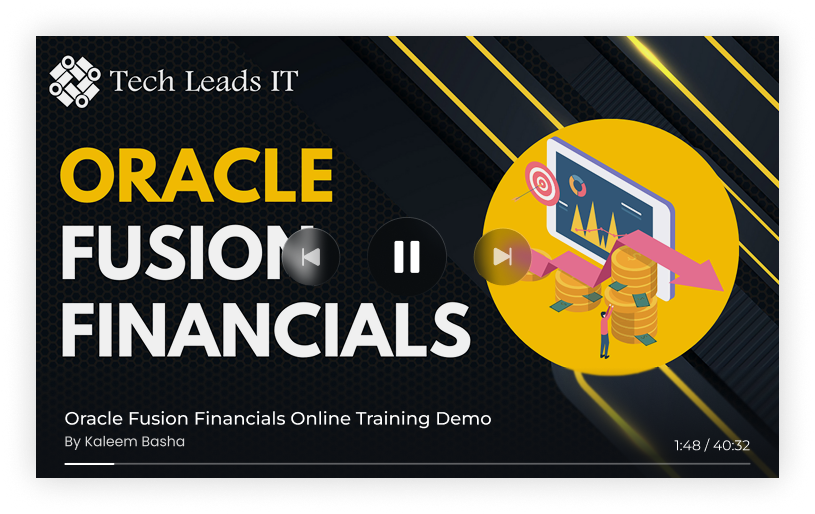 Tech Leads IT
ORACLE
FUSION
FINANCIALS
Oracle Fusion Financials Online Training Demo
By Kaleem Basha
1:48 / 40:32